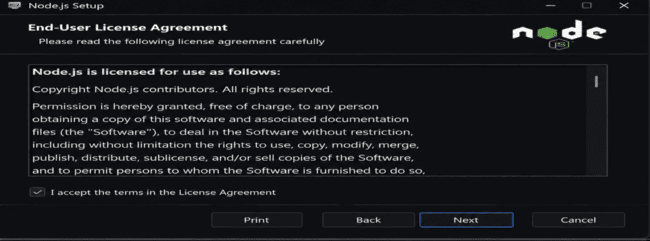 Node.js Setup
End-User License Agreement
Please read the following license agreement carefully
node
JS
Node.js is licensed for use as follows:
Copyright Node.js contributors. All rights reserved.
Permission is hereby granted, free of charge, to any person
obtaining a copy of this software and associated documentation
files (the "Software"), to deal in the Software without restriction,
including without limitation the rights to use, copy, modify, merge,
publish, distribute, sublicense, and/or sell copies of the Software,
and to permit persons to whom the Software is furnished to do so,
I accept the terms in the License Agreement
Print
Back
Next
Cancel